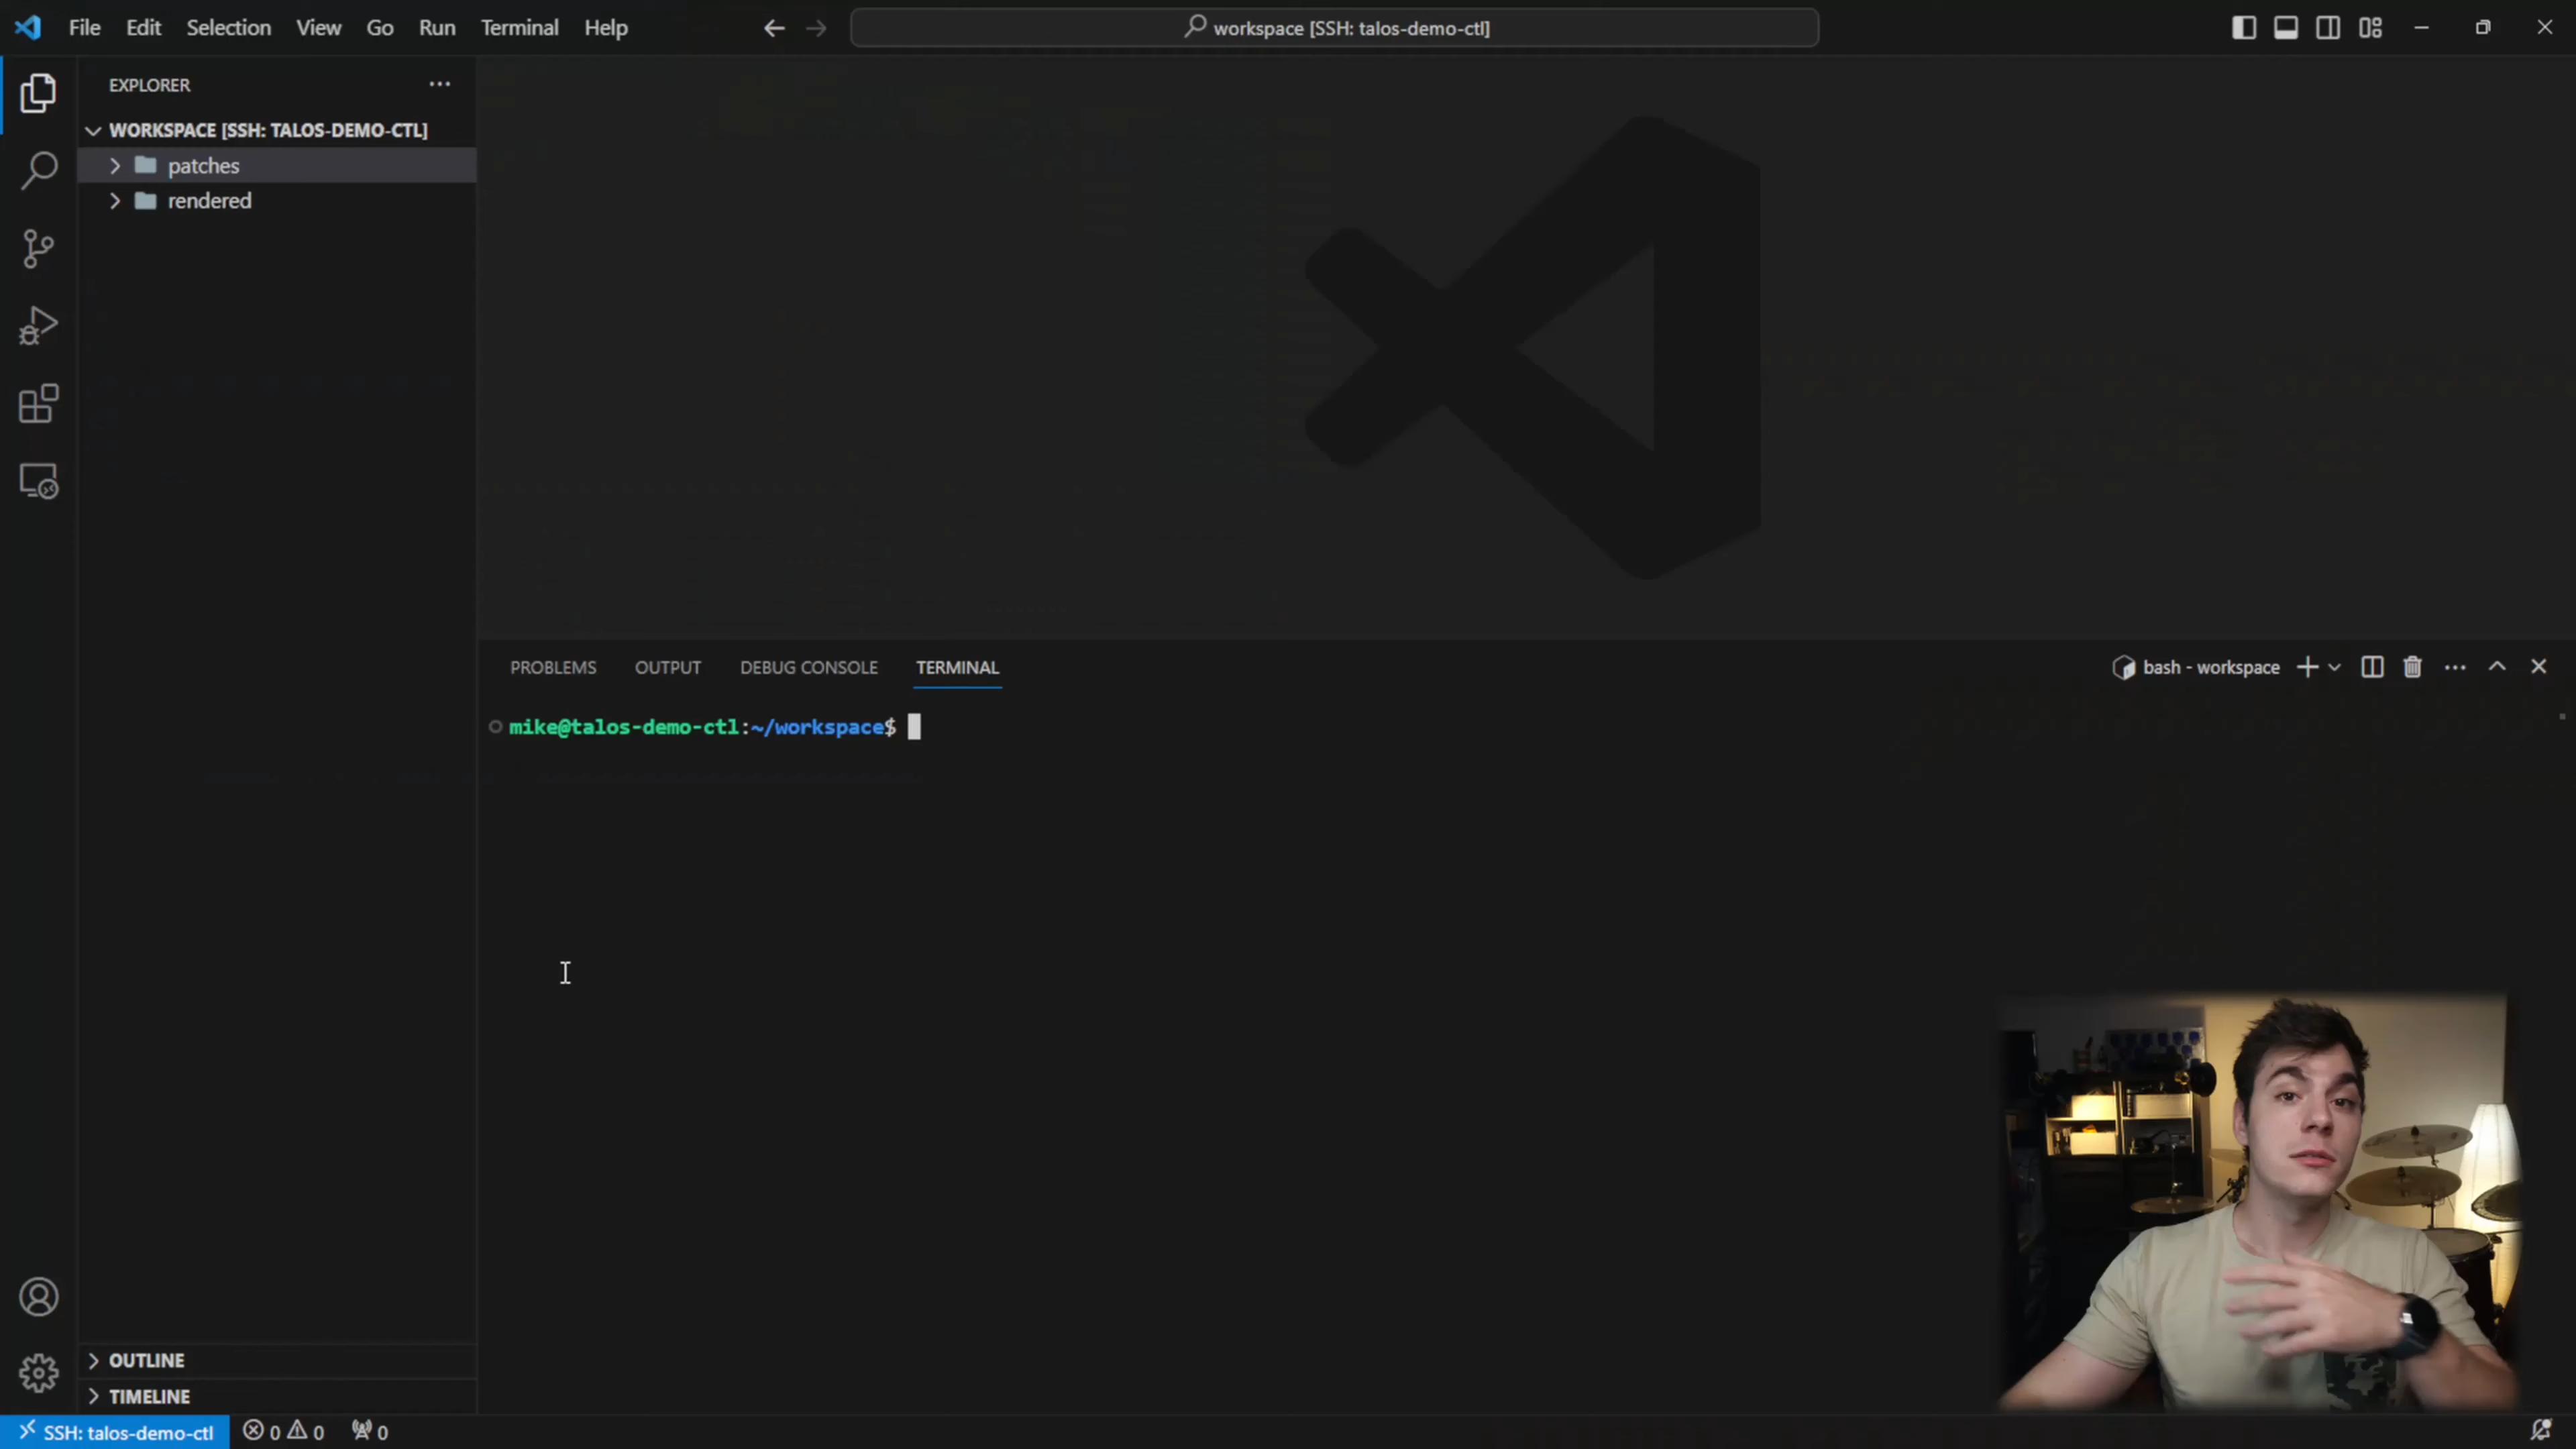 File Edit Selection View Go Run Terminal Help
workspace [SSH: talos-demo-ctl]
EXPLORER
WORKSPACE [SSH: TALOS-DEMO-CTL]
patches
rendered
PROBLEMS OUTPUT DEBUG CONSOLE TERMINAL
bash - workspace
mike@talos-demo-ctl:~/workspace$
OUTLINE
TIMELINE
SSH: talos-demo-ctl 0 0 0